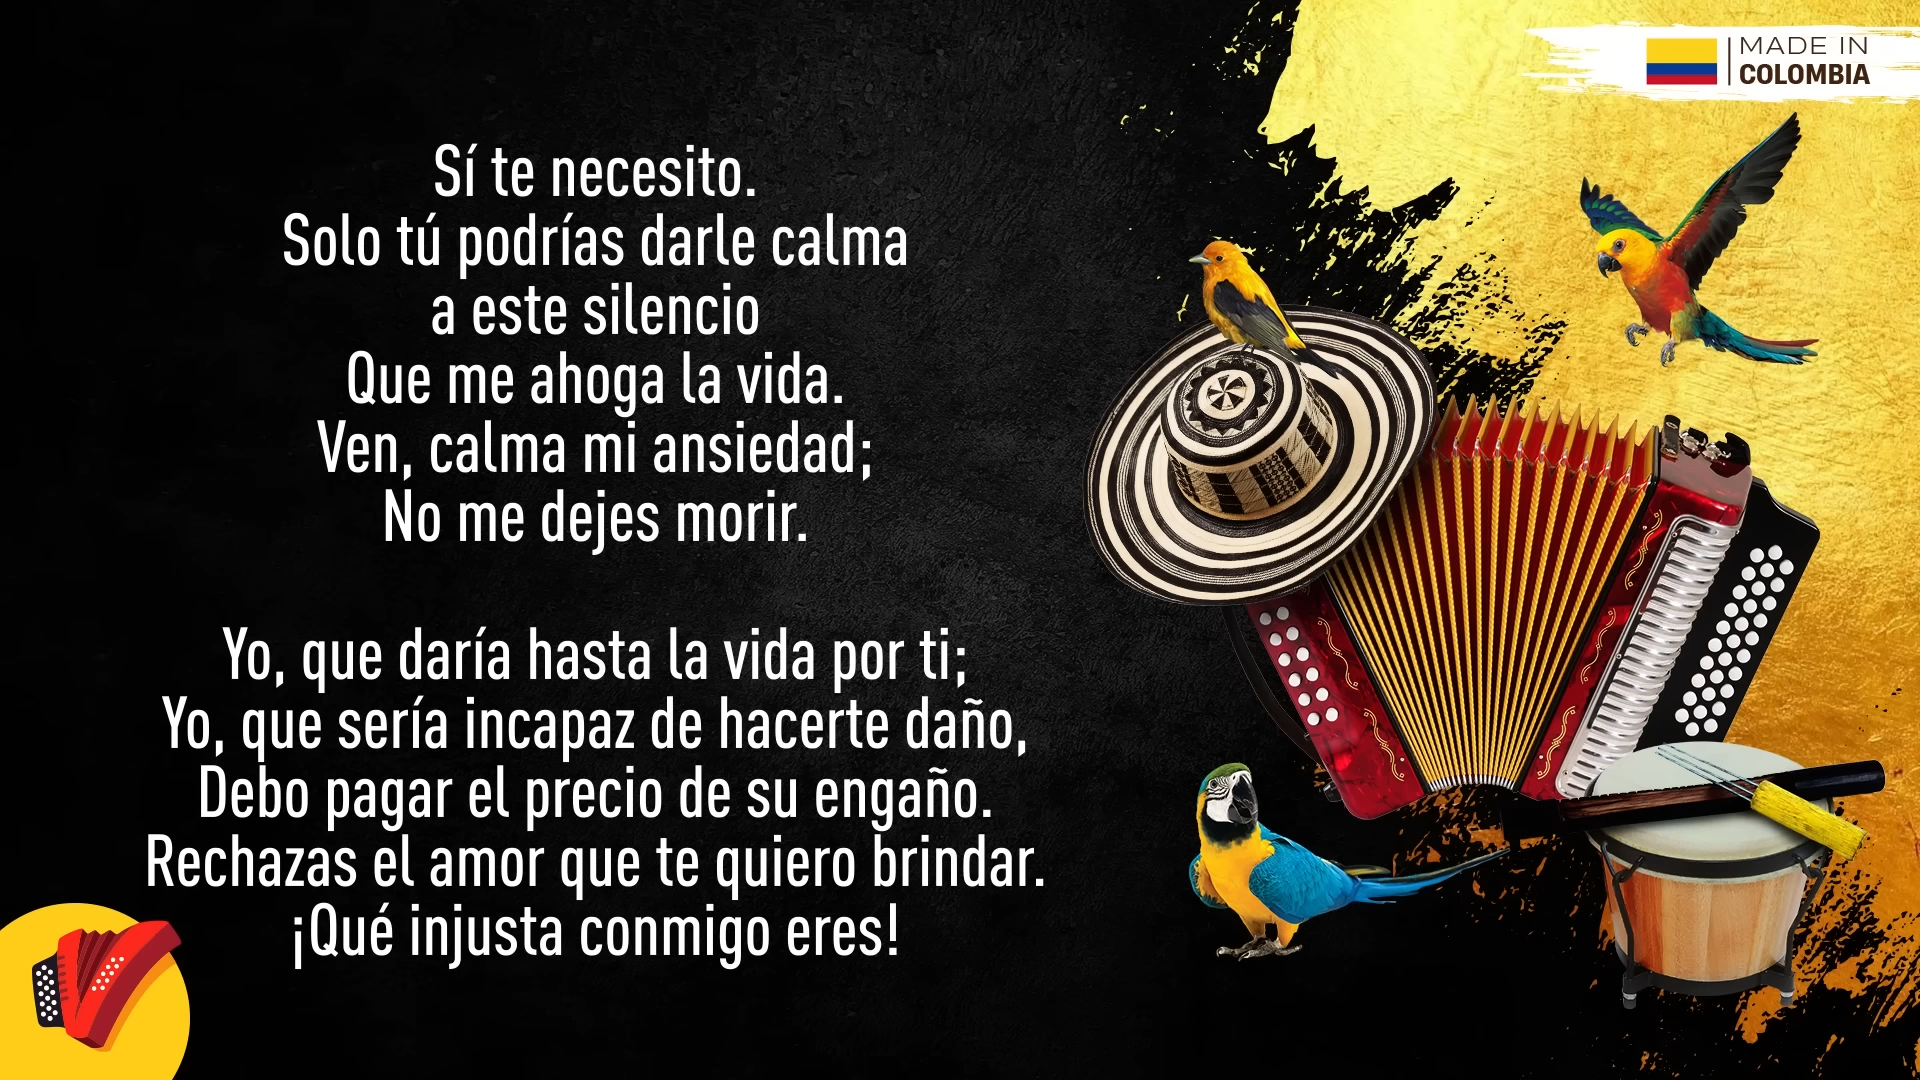 MADE IN
COLOMBIA
Sí te necesito.
Solo tú podrías darle calma
a este silencio
Que me ahoga la vida.
Ven, calma mi ansiedad;
No me dejes morir.
Yo, que daría hasta la vida por ti;
Yo, que sería incapaz de hacerte daño,
Debo pagar el precio de su engaño.
Rechazas el amor que te quiero brindar.
¡Qué injusta conmigo eres!